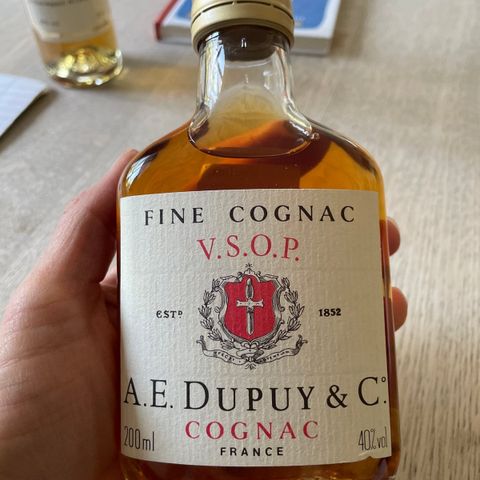 FINE COGNAC
V.S.O.P.
ESTD 1852
A.E. DUPUY & Co.
COGNAC
200ml 40%vol
FRANCE